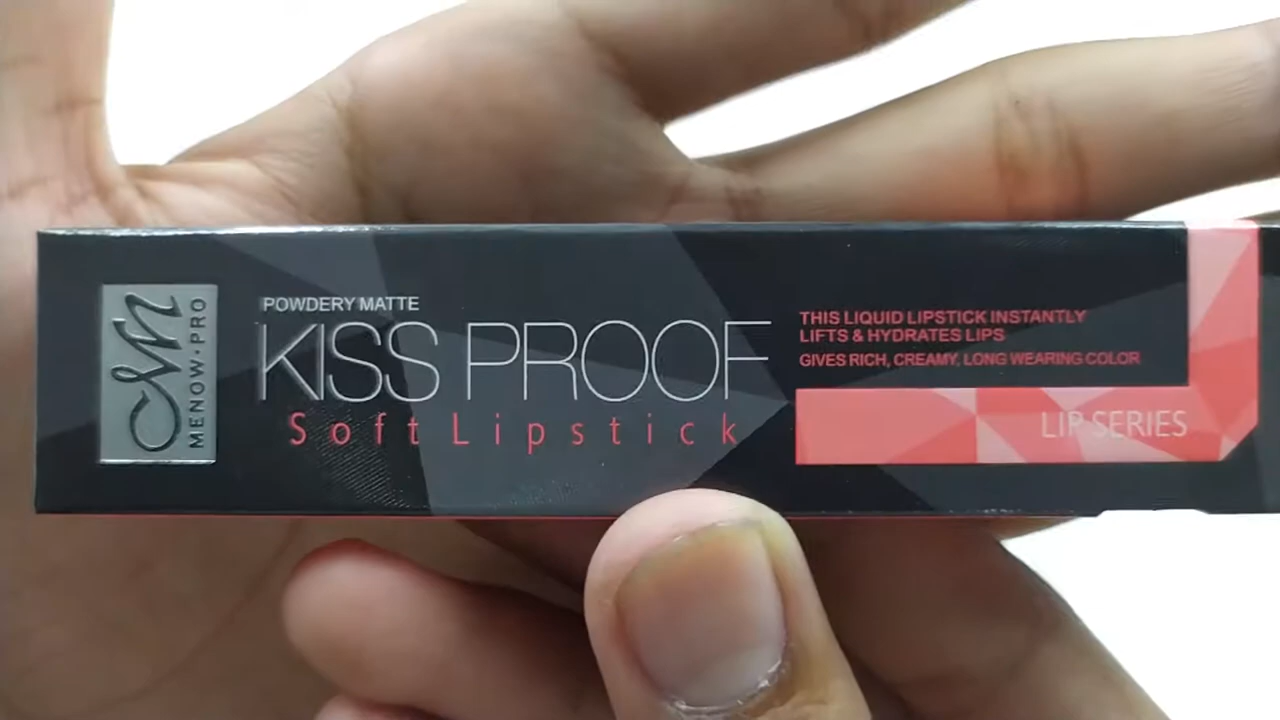 MENOW·PRO
POWDERY MATTE
KISS PROOF
Soft Lipstick
THIS LIQUID LIPSTICK INSTANTLY
LIFTS & HYDRATES LIPS
GIVES RICH, CREAMY, LONG WEARING COLOR
LIP SERIES